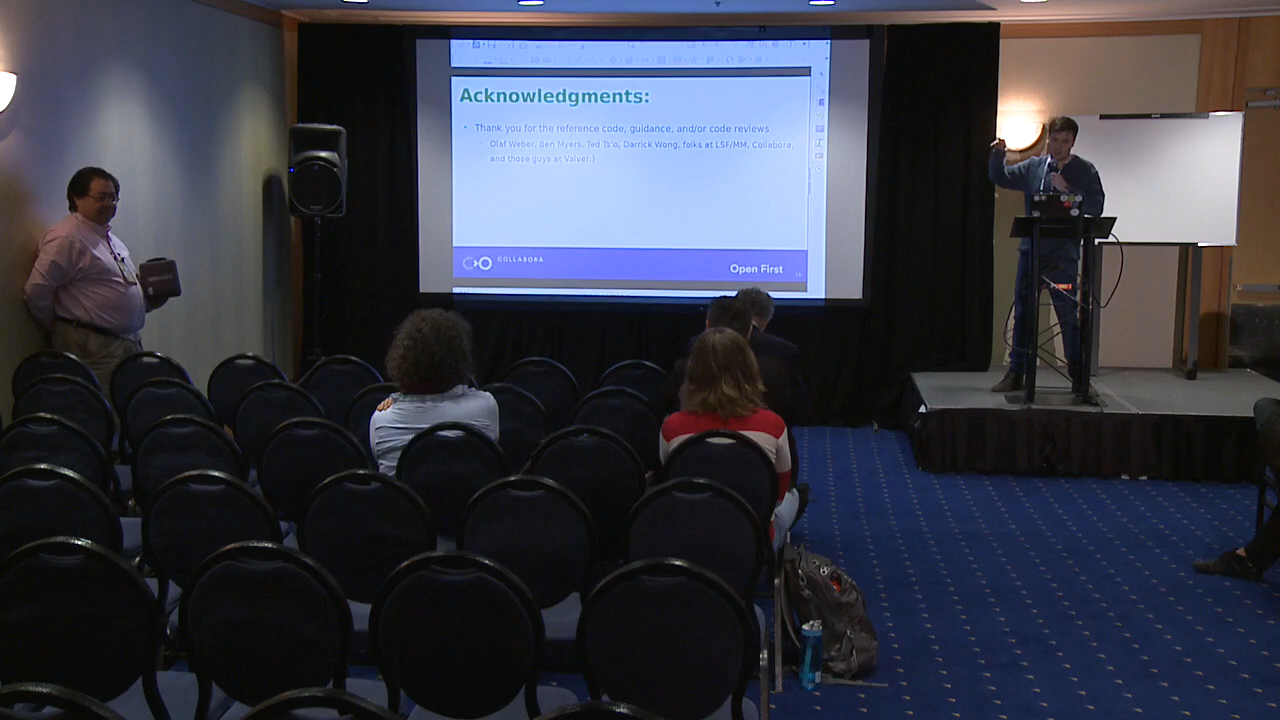 Acknowledgments:
Thank you for the reference code, guidance, and/or code reviews
Olaf Weber, Ben Myers, Ted Ts'o, Darrick Wong, folks at LSF/MM, Collabora,
and those guys at Valve!.)
COLLABORA
Open First